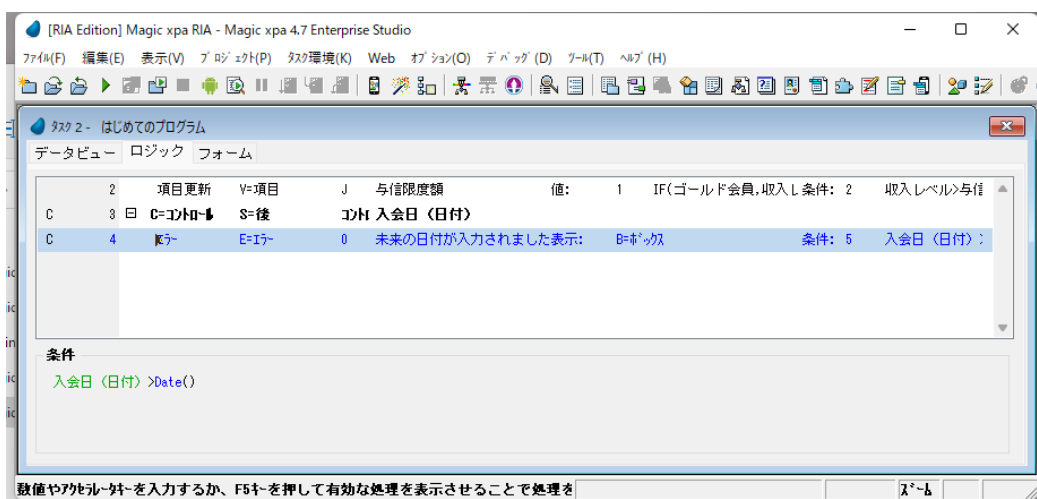 [RIA Edition] Magic xpa RIA - Magic xpa 4.7 Enterprise Studio
ﾌｧｲﾙ(F) 編集(E) 表示(V) ﾌﾟﾛｼﾞｪｸﾄ(P) ﾀｽｸ環境(K) Web ｵﾌﾟｼｮﾝ(O) ﾃﾞﾊﾞｯｸﾞ(D) ﾂｰﾙ(T) ﾍﾙﾌﾟ(H)
ﾀｽｸ 2 - はじめてのプログラム
データビュー ロジック フォーム
2 項目更新 V=項目 J 与信限度額 値: 1 IF(ゴールド会員,収入レ 条件: 2 収入レベル>与信
C 3 C=ｺﾝﾄﾛｰﾙ S=後 ｺﾝﾄﾛ 入会日（日付）
C 4 ｴﾗｰ E=ｴﾗｰ 0 未来の日付が入力されました 表示: B=ﾎﾞｯｸｽ 条件: 5 入会日（日付）>
条件
入会日（日付）>Date()
数値やｱｸｾﾗﾚｰﾀｷｰを入力するか、F5ｷｰを押して有効な処理を表示させることで処理を
ｽﾞｰﾑ